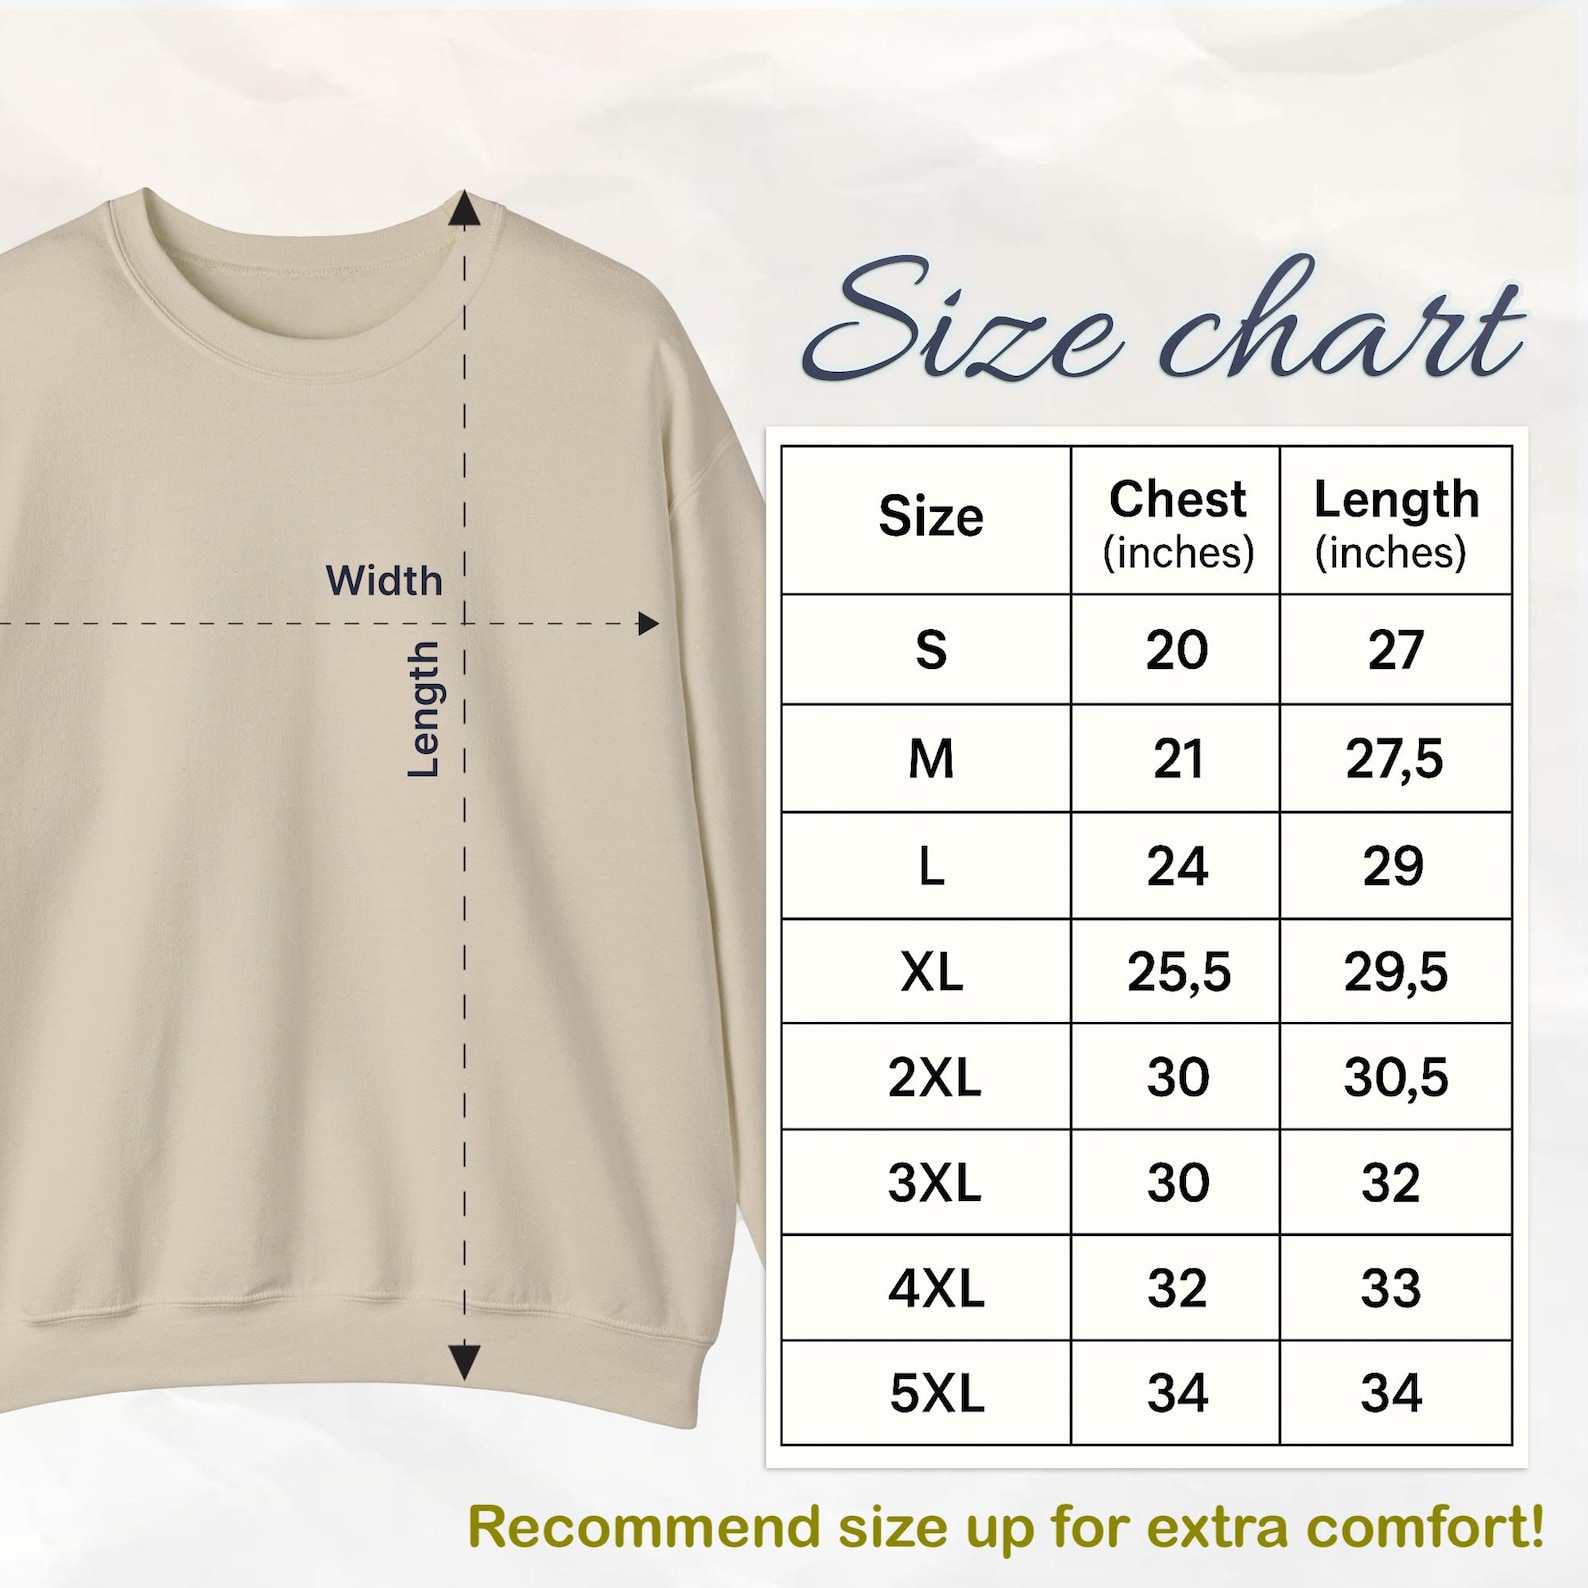 Size chart
Width
Length
Size Chest (inches) Length (inches)
S 20 27
M 21 27,5
L 24 29
XL 25,5 29,5
2XL 30 30,5
3XL 30 32
4XL 32 33
5XL 34 34
Recommend size up for extra comfort!